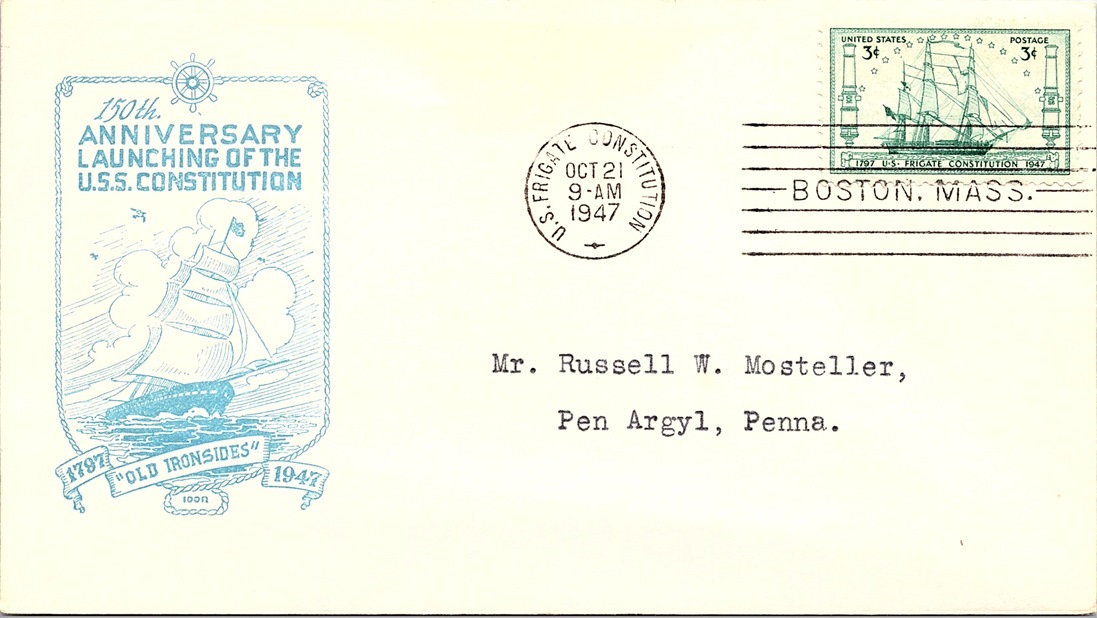 150th.
ANNIVERSARY
LAUNCHING OF THE
U.S.S. CONSTITUTION
1797 "OLD IRONSIDES" 1947
U.S. FRIGATE CONSTITUTION
OCT 21
9-AM
1947
UNITED STATES POSTAGE
3¢ 3¢
1797 U·S· FRIGATE CONSTITUTION 1947
BOSTON, MASS.
Mr. Russell W. Mosteller,
Pen Argyl, Penna.